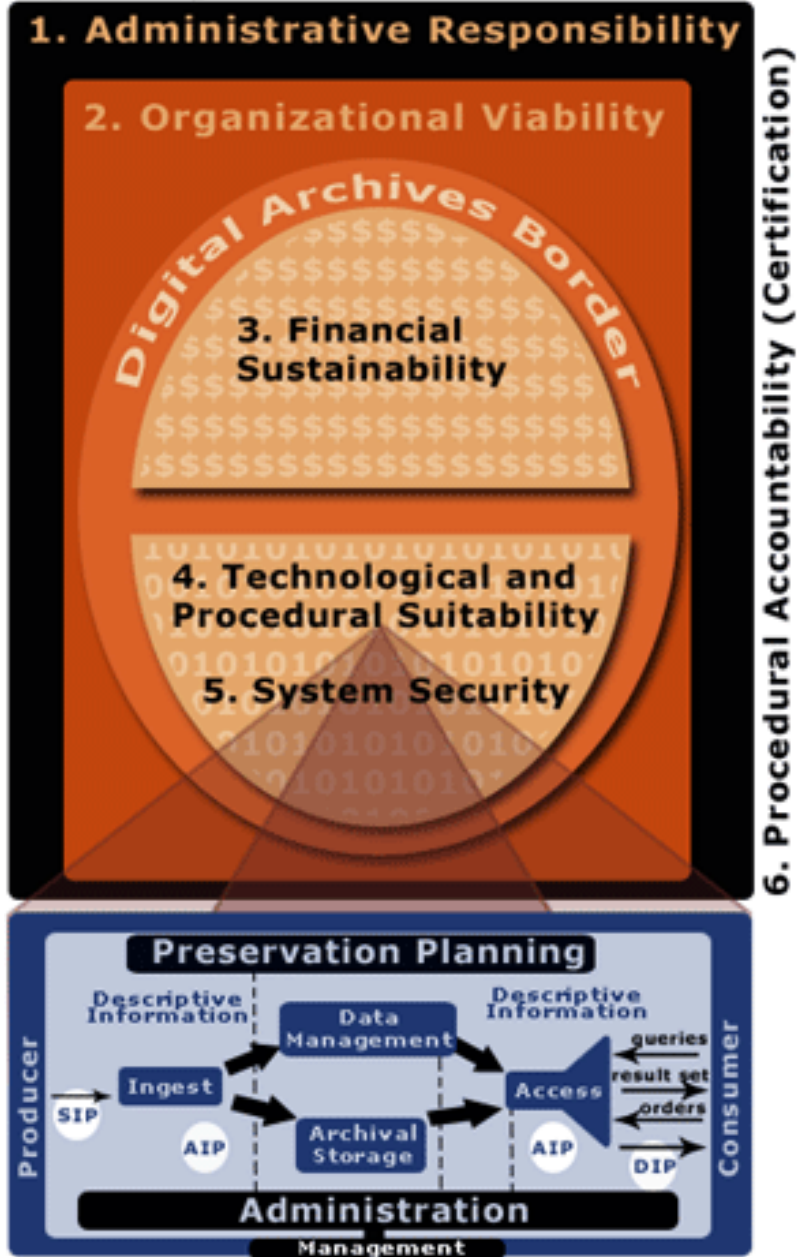 1. Administrative Responsibility
2. Organizational Viability
Digital Archives Border
3. Financial
Sustainability
4. Technological and
Procedural Suitability
5. System Security
6. Procedural Accountability (Certification)
Preservation Planning
Descriptive
Information
Data
Management
Descriptive
Information
Producer
SIP
Ingest
AIP
Archival
Storage
Access
AIP
queries
result set
orders
DIP
Consumer
Administration
Management